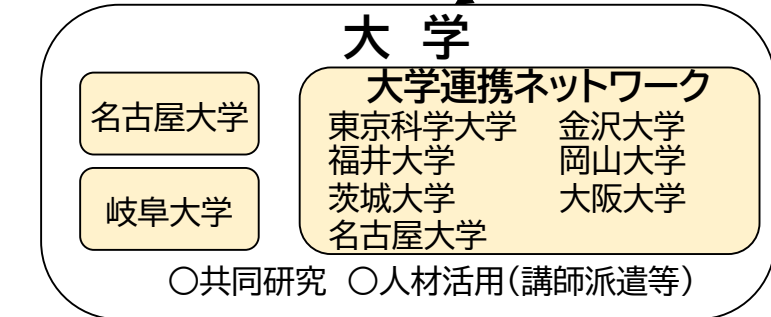 大 学
名古屋大学
岐阜大学
大学連携ネットワーク
東京科学大学 金沢大学
福井大学 岡山大学
茨城大学 大阪大学
名古屋大学
○共同研究 ○人材活用(講師派遣等)